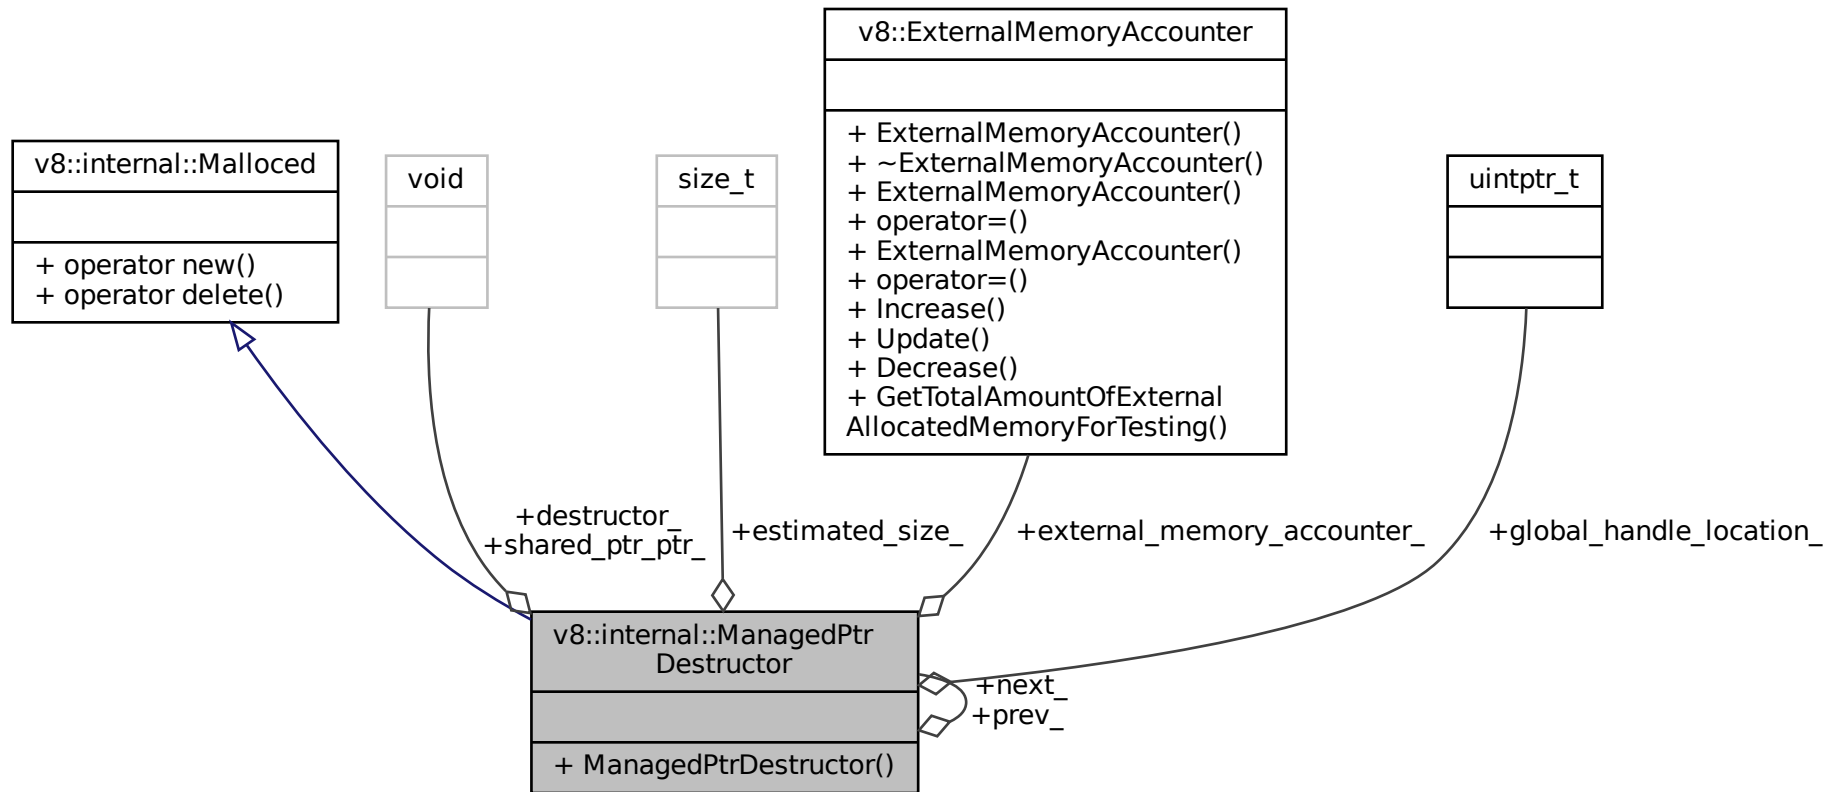 v8::ExternalMemoryAccounter
+ ExternalMemoryAccounter()
+ ~ExternalMemoryAccounter()
+ ExternalMemoryAccounter()
+ operator=()
+ ExternalMemoryAccounter()
+ operator=()
+ Increase()
+ Update()
+ Decrease()
+ GetTotalAmountOfExternal
AllocatedMemoryForTesting()
v8::internal::Malloced
+ operator new()
+ operator delete()
void
size_t
uintptr_t
+destructor_
+shared_ptr_ptr_
+estimated_size_
+external_memory_accounter_
+global_handle_location_
v8::internal::ManagedPtr
Destructor
+ ManagedPtrDestructor()
+next_
+prev_